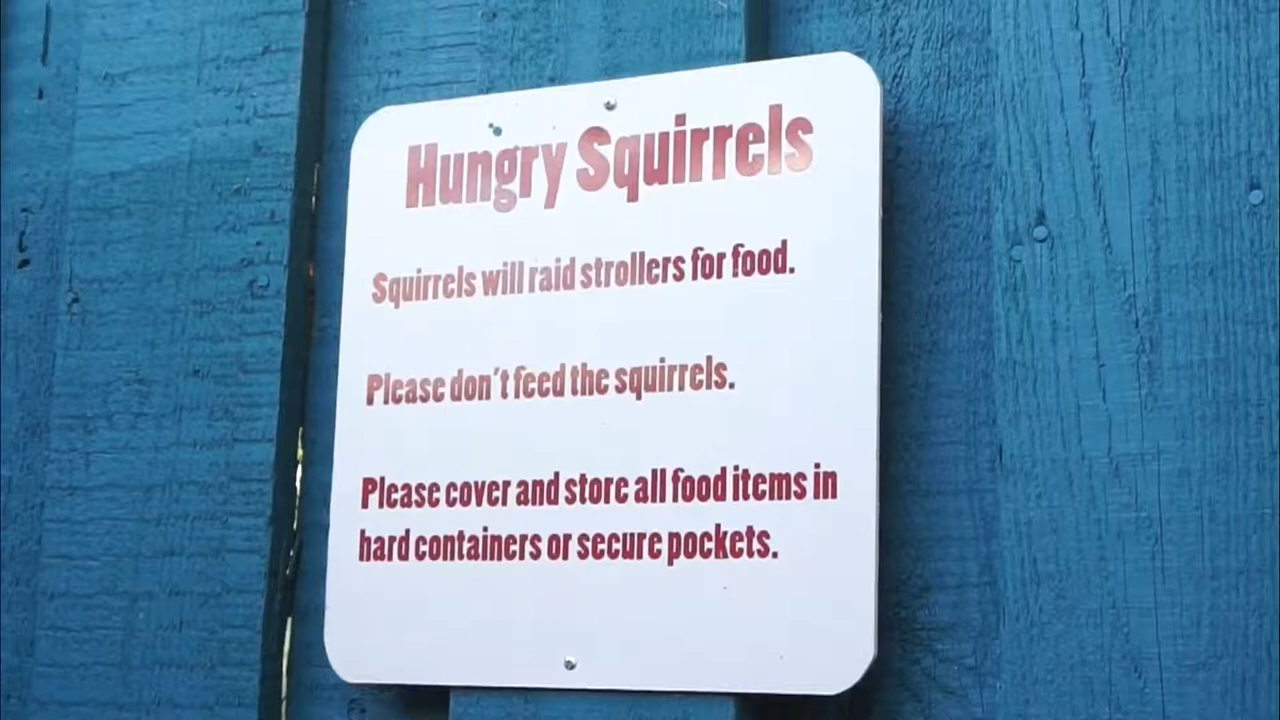 Hungry Squirrels
Squirrels will raid strollers for food.
Please don't feed the squirrels.
Please cover and store all food items in
hard containers or secure pockets.